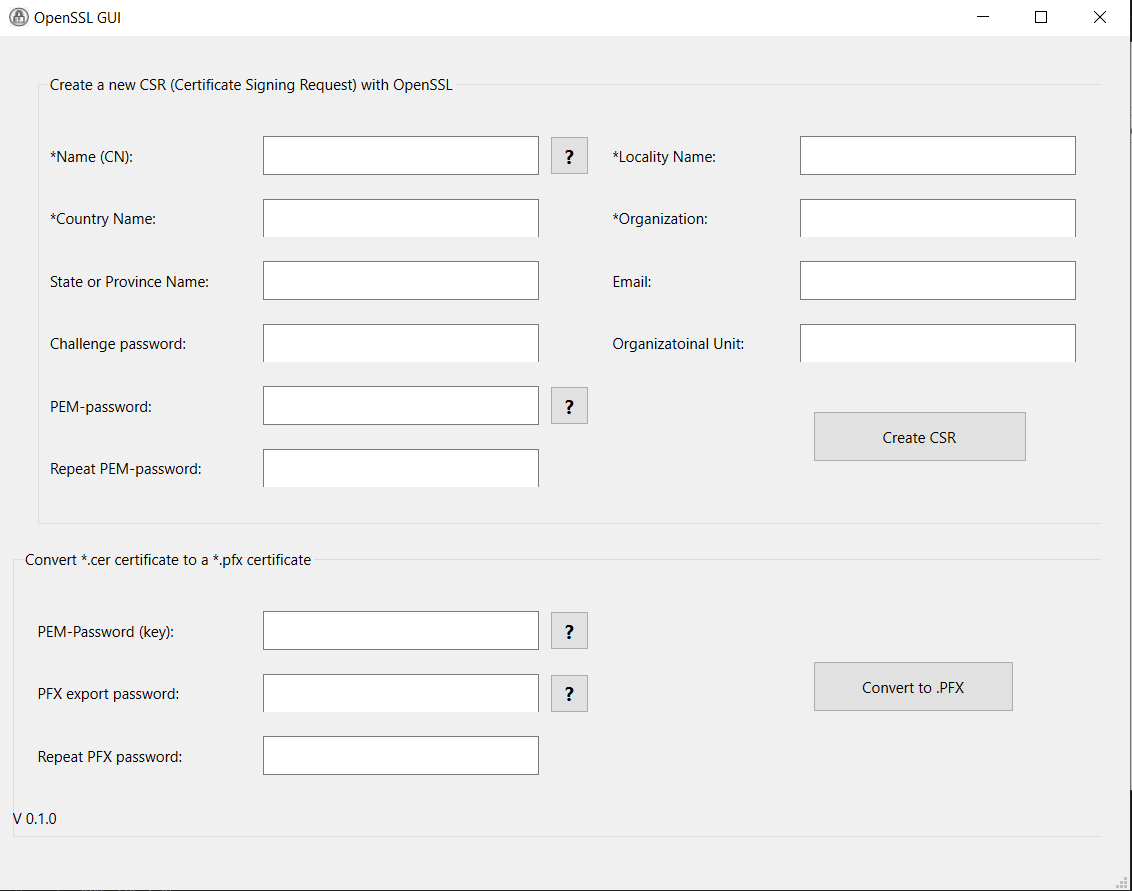 OpenSSL GUI
Create a new CSR (Certificate Signing Request) with OpenSSL
*Name (CN): ? *Locality Name:
*Country Name: *Organization:
State or Province Name: Email:
Challenge password: Organizatoinal Unit:
PEM-password: ?
Create CSR
Repeat PEM-password:
Convert *.cer certificate to a *.pfx certificate
PEM-Password (key): ?
PFX export password: ? Convert to .PFX
Repeat PFX password:
V 0.1.0